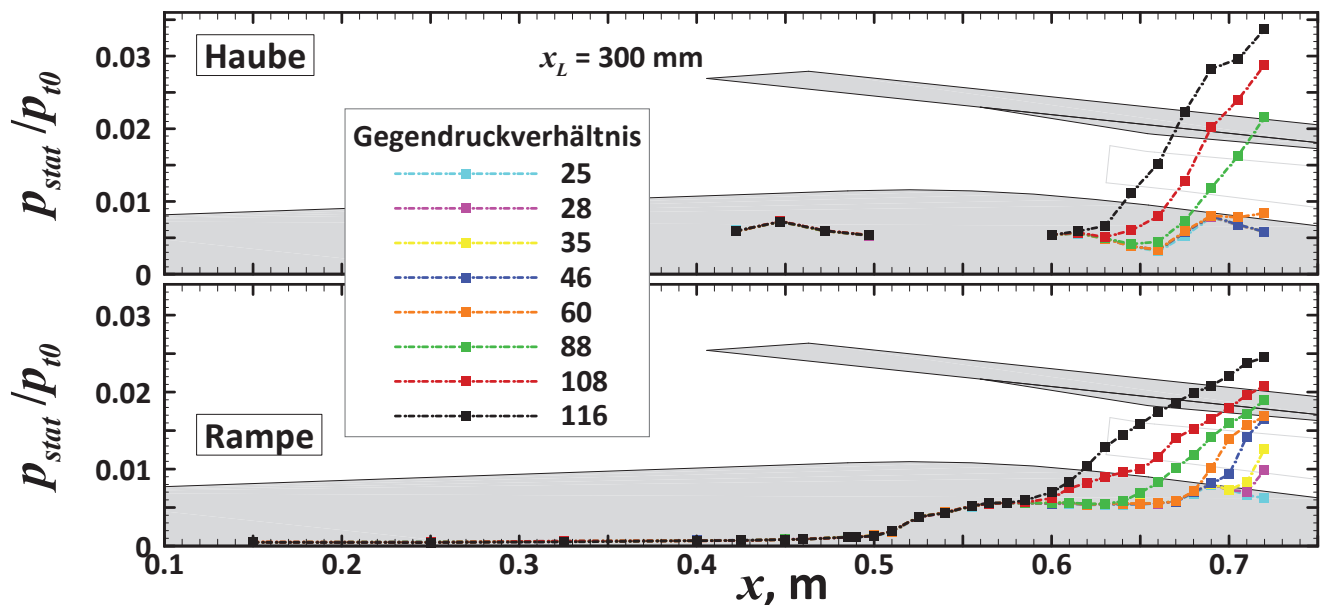 0.03
0.02
0.01
0
p_stat /p_t0
Haube
x_L = 300 mm
Gegendruckverhältnis
25
28
35
46
60
88
108
116
0.03
0.02
0.01
0
p_stat /p_t0
Rampe
0.1 0.2 0.3 0.4 0.5 0.6 0.7
x, m